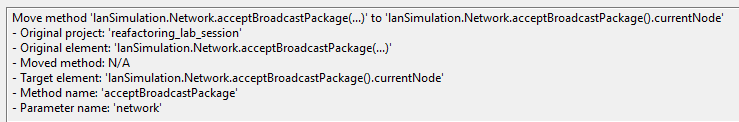 Move method 'lanSimulation.Network.acceptBroadcastPackage(...)' to 'lanSimulation.Network.acceptBroadcastPackage().currentNode'
- Original project: 'reafactoring_lab_session'
- Original element: 'lanSimulation.Network.acceptBroadcastPackage(...)'
- Moved method: N/A
- Target element: 'lanSimulation.Network.acceptBroadcastPackage().currentNode'
- Method name: 'acceptBroadcastPackage'
- Parameter name: 'network'